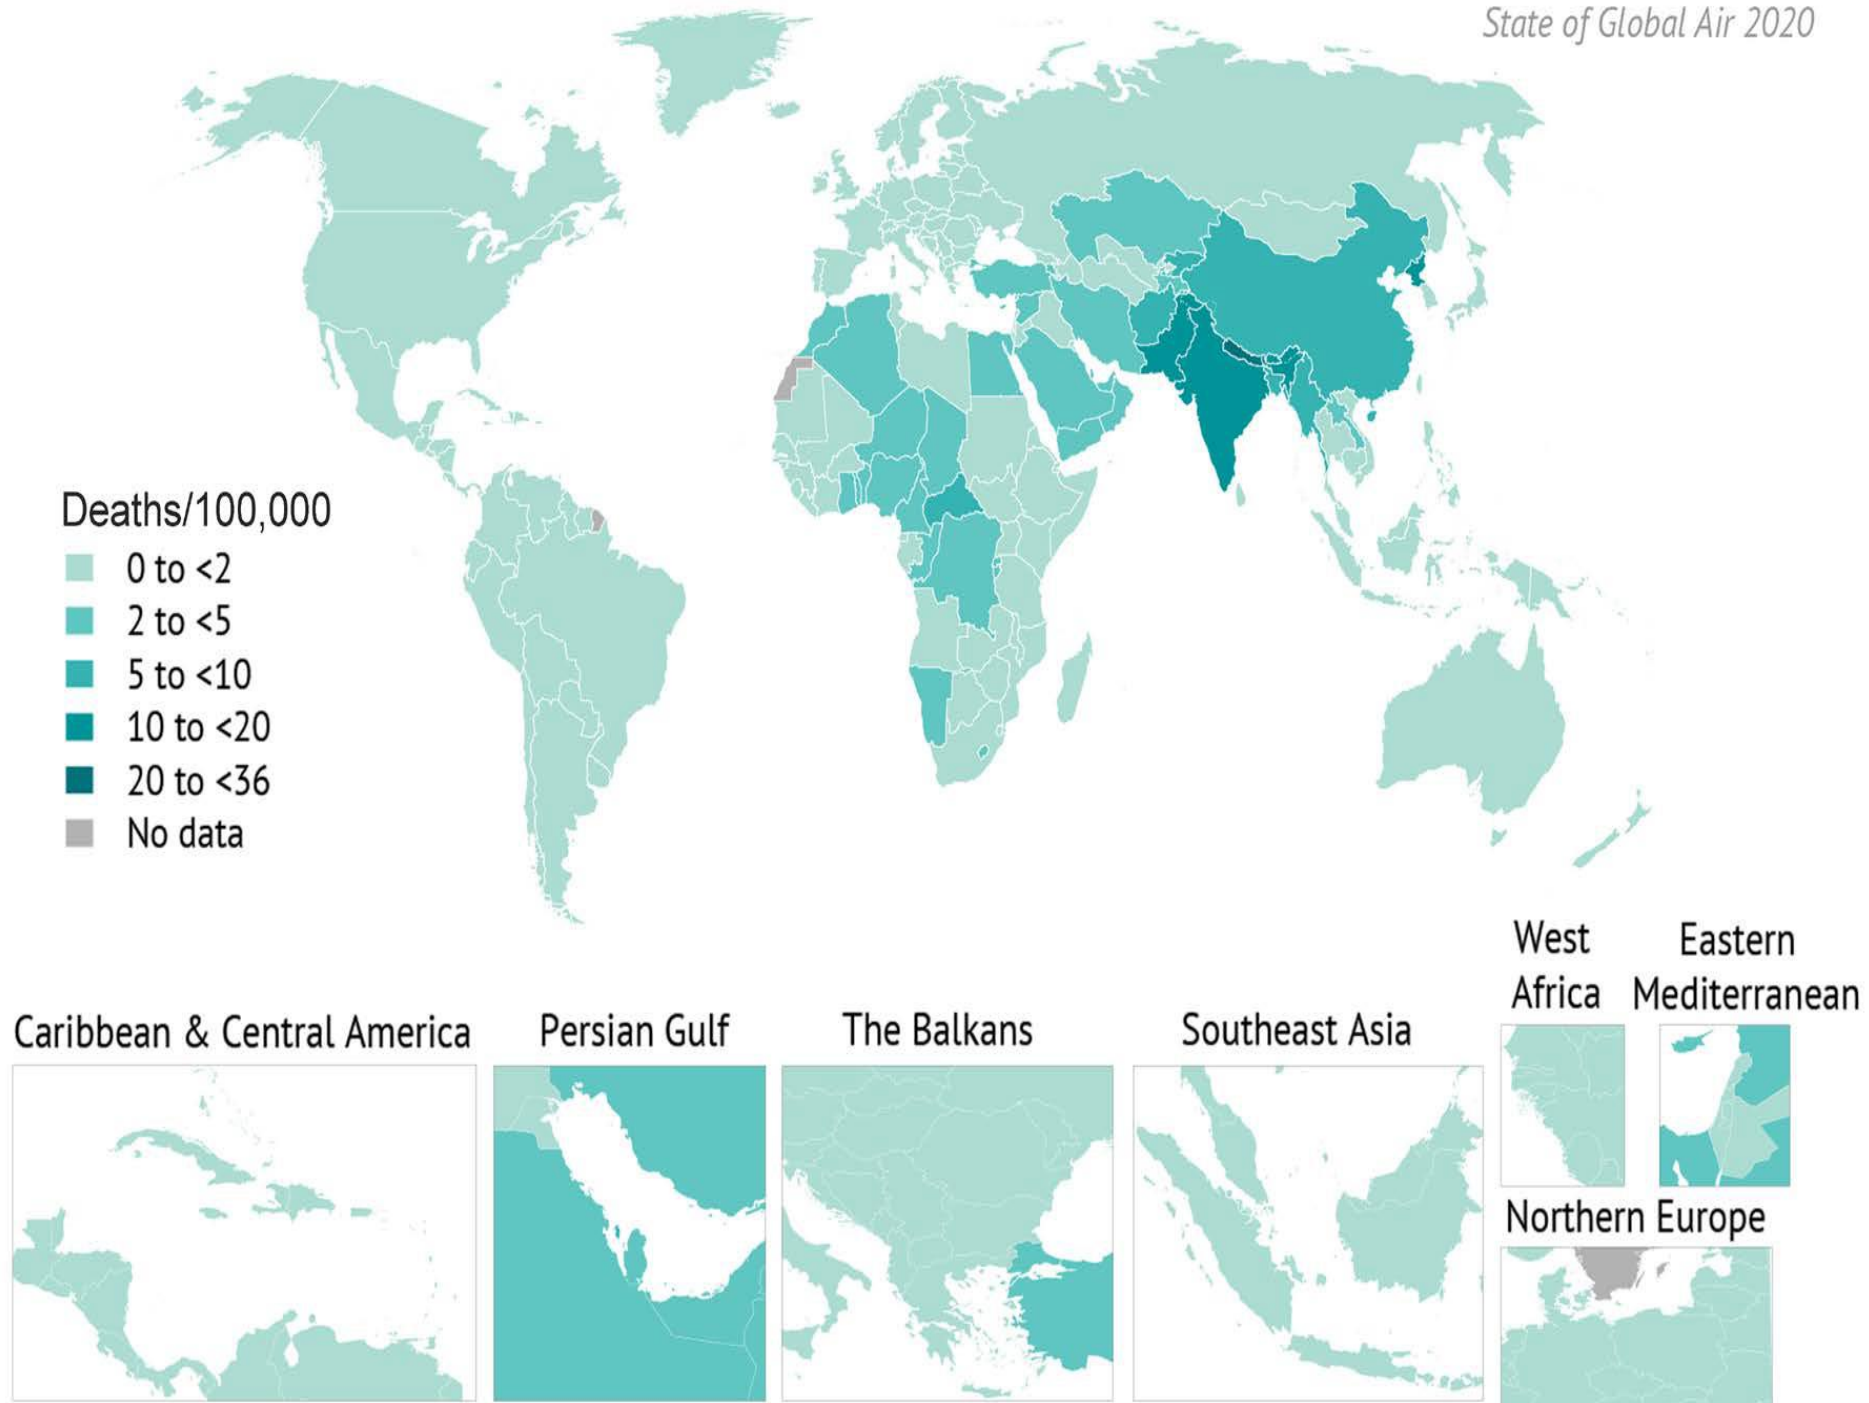 State of Global Air 2020
Deaths/100,000
0 to <2
2 to <5
5 to <10
10 to <20
20 to <36
No data
West
Africa
Eastern
Mediterranean
Caribbean & Central America
Persian Gulf
The Balkans
Southeast Asia
Northern Europe